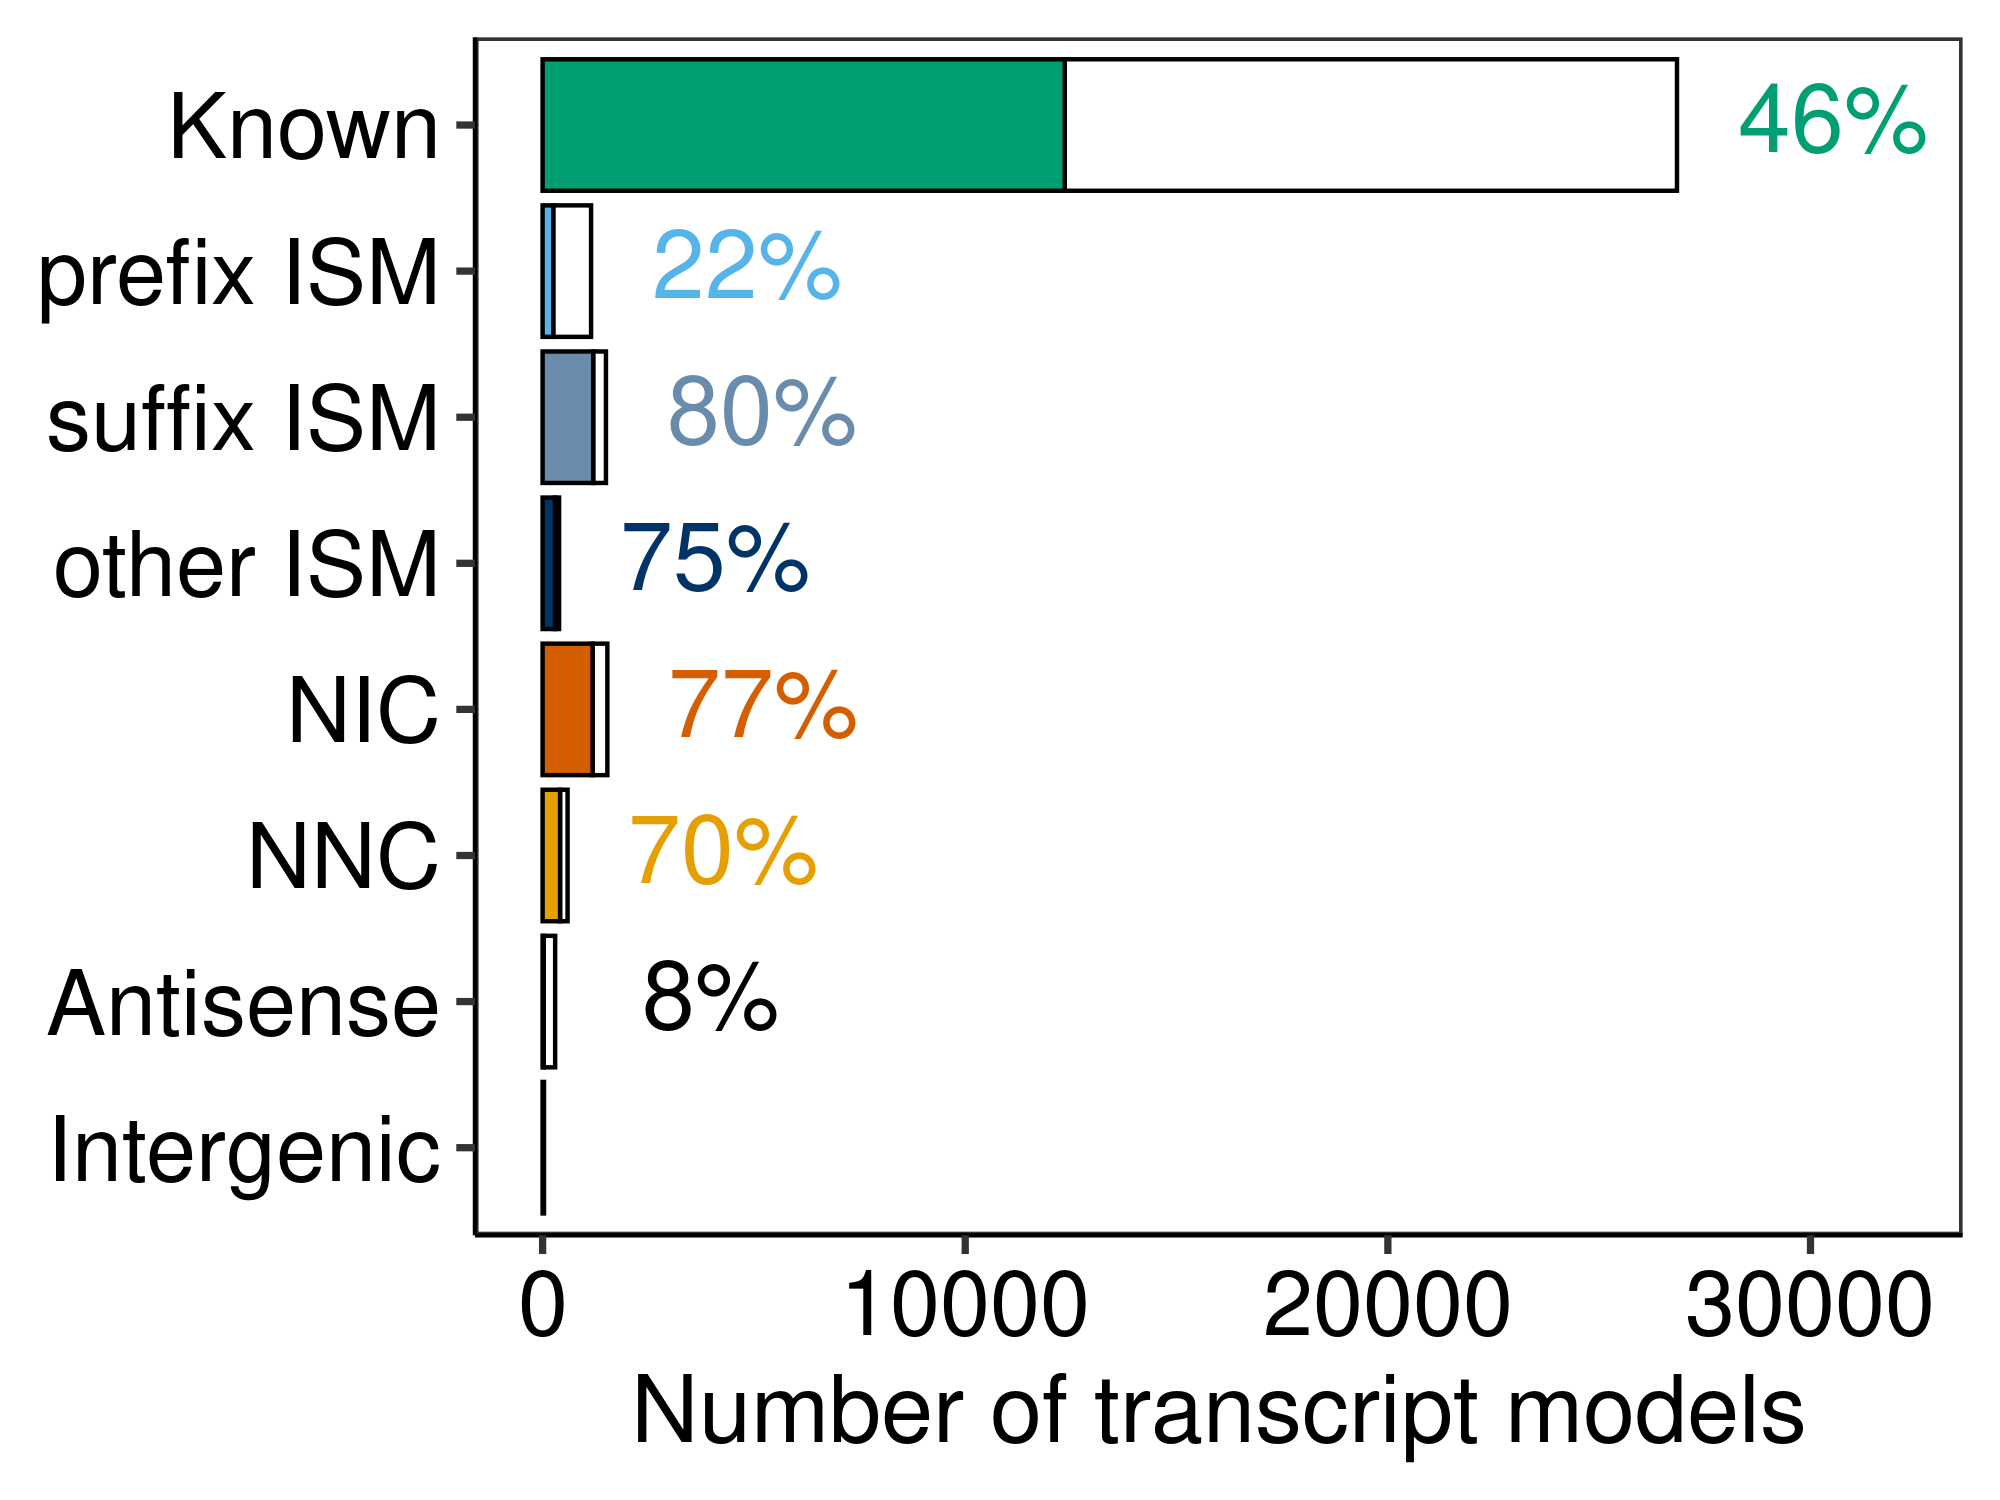 Known 46%
prefix ISM 22%
suffix ISM 80%
other ISM 75%
NIC 77%
NNC 70%
Antisense 8%
Intergenic
0 10000 20000 30000
Number of transcript models